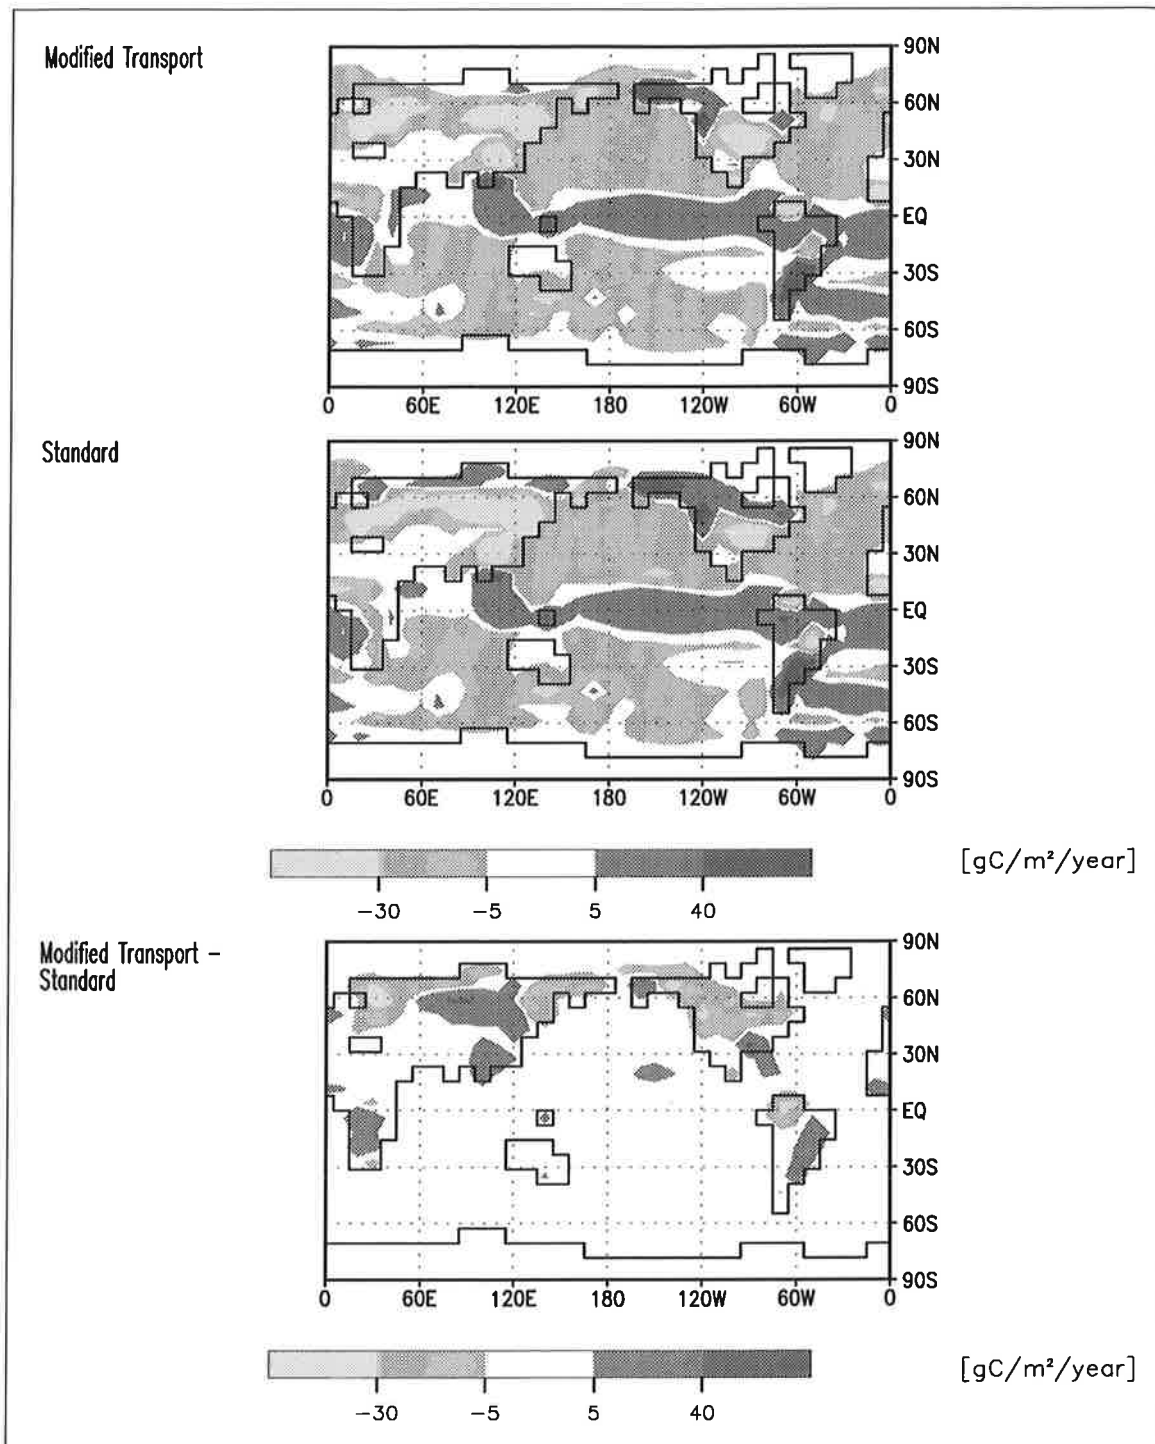 Modified Transport
90N
60N
30N
EQ
30S
60S
90S
0 60E 120E 180 120W 60W 0
Standard
90N
60N
30N
EQ
30S
60S
90S
0 60E 120E 180 120W 60W 0
[gC/m²/year]
−30 −5 5 40
Modified Transport –
Standard
90N
60N
30N
EQ
30S
60S
90S
0 60E 120E 180 120W 60W 0
[gC/m²/year]
−30 −5 5 40